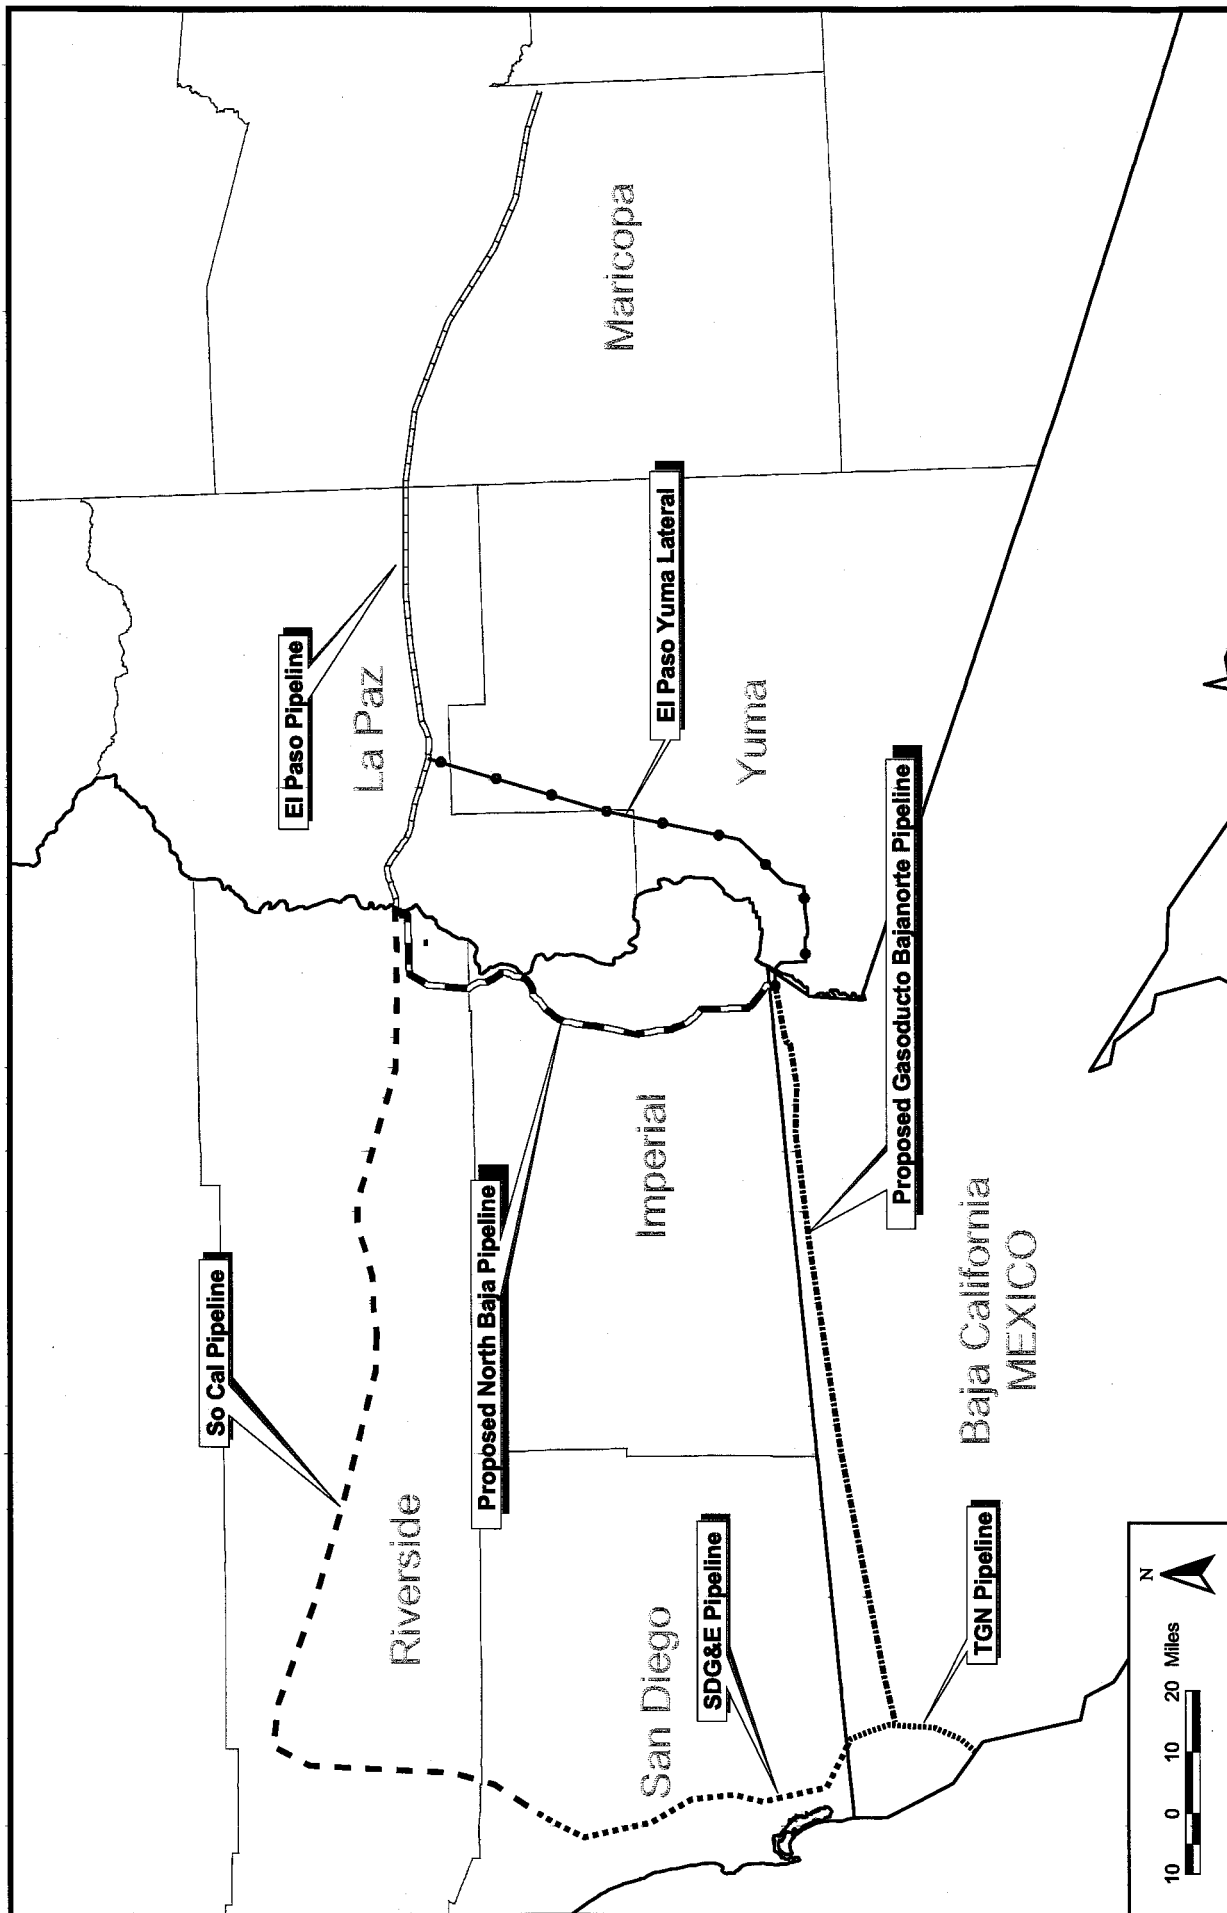 So Cal Pipeline
El Paso Pipeline
Riverside
La Paz
Proposed North Baja Pipeline
Maricopa
San Diego
Imperial
El Paso Yuma Lateral
SDG&E Pipeline
Yuma
Proposed Gasoducto Bajanorte Pipeline
TGN Pipeline
Baja California
MEXICO
N
10 0 10 20 Miles